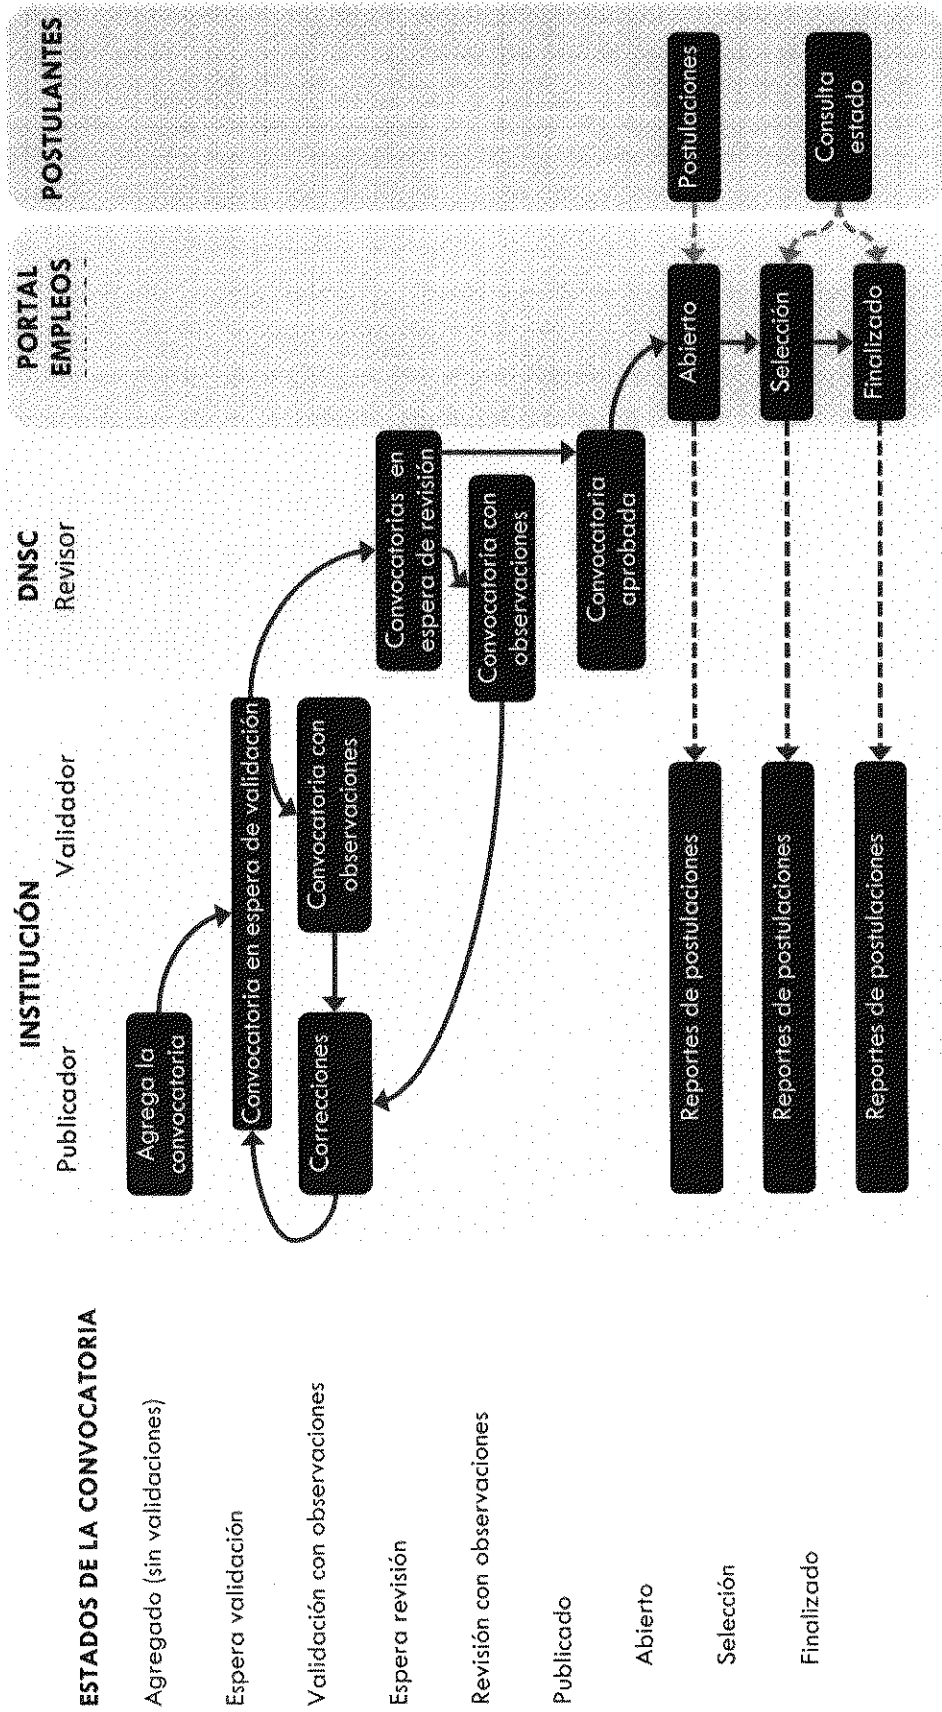 INSTITUCIÓN
Publicador
Validador
DNSC
Revisor
PORTAL
EMPLEOS
POSTULANTES
ESTADOS DE LA CONVOCATORIA
Agregado (sin validaciones)
Espera validación
Validación con observaciones
Espera revisión
Revisión con observaciones
Publicado
Abierto
Selección
Finalizado
Agrega la
convocatoria
Convocatoria en espera de validación
Correcciones
Convocatoria con
observaciones
Convocatorias en
espera de revisión
Convocatoria con
observaciones
Convocatoria
aprobada
Reportes de postulaciones
Abierto
Postulaciones
Reportes de postulaciones
Selección
Consulta
estado
Reportes de postulaciones
Finalizado